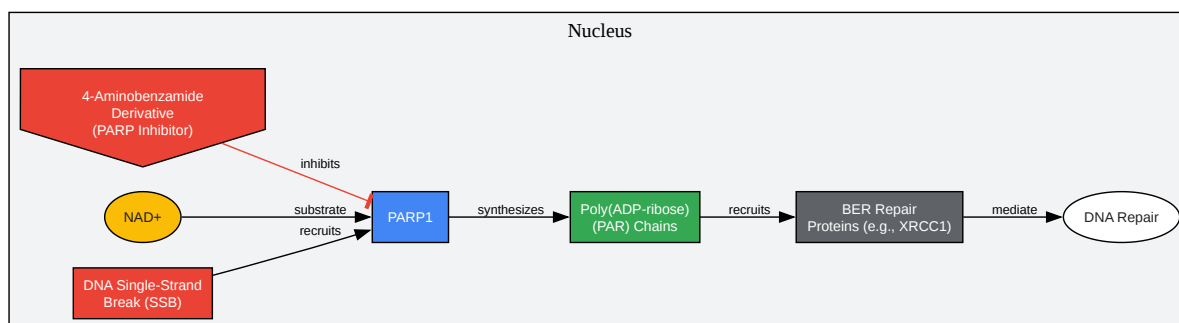 Nucleus
4-Aminobenzamide
Derivative
(PARP Inhibitor)
inhibits
NAD+
substrate
recruits
PARP1
synthesizes
Poly(ADP-ribose)
(PAR) Chains
recruits
BER Repair
Proteins (e.g., XRCC1)
mediate
DNA Repair
DNA Single-Strand
Break (SSB)